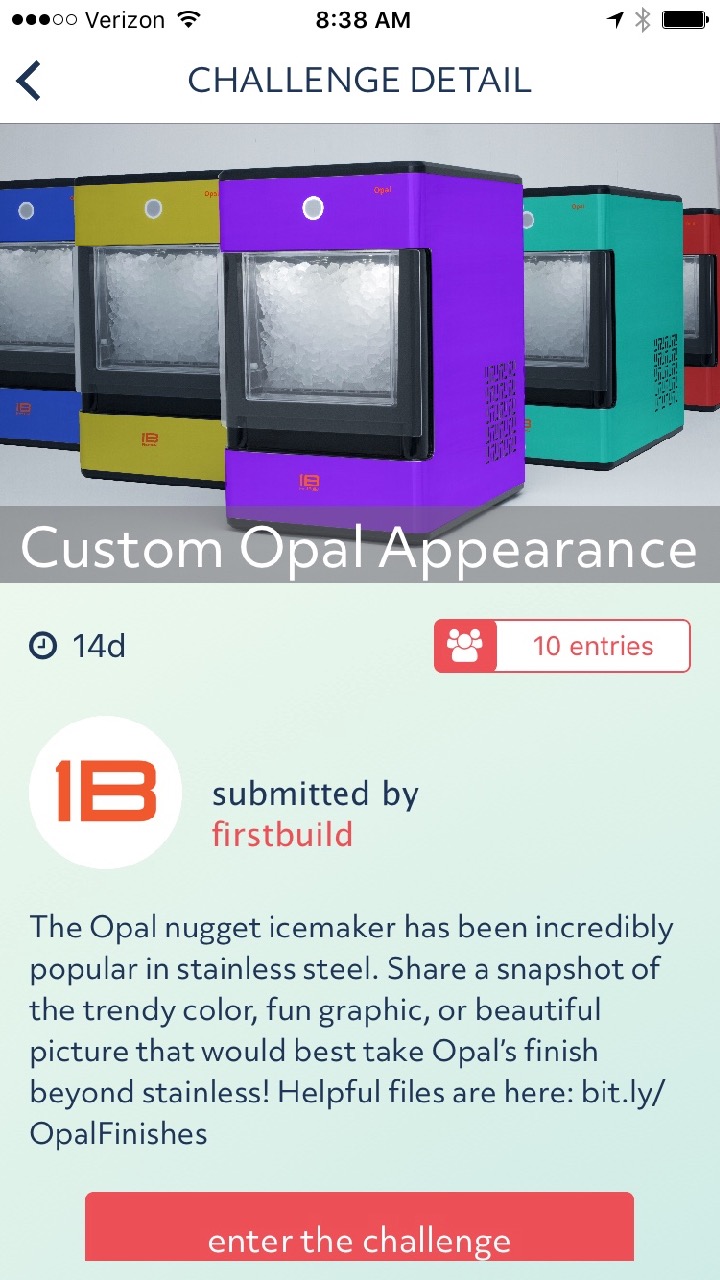 Verizon 8:38 AM
CHALLENGE DETAIL
Opal
Opal
Opal
1B
1B
1B
Custom Opal Appearance
14d
10 entries
1B
submitted by
firstbuild
The Opal nugget icemaker has been incredibly
popular in stainless steel. Share a snapshot of
the trendy color, fun graphic, or beautiful
picture that would best take Opal's finish
beyond stainless! Helpful files are here: bit.ly/
OpalFinishes
enter the challenge